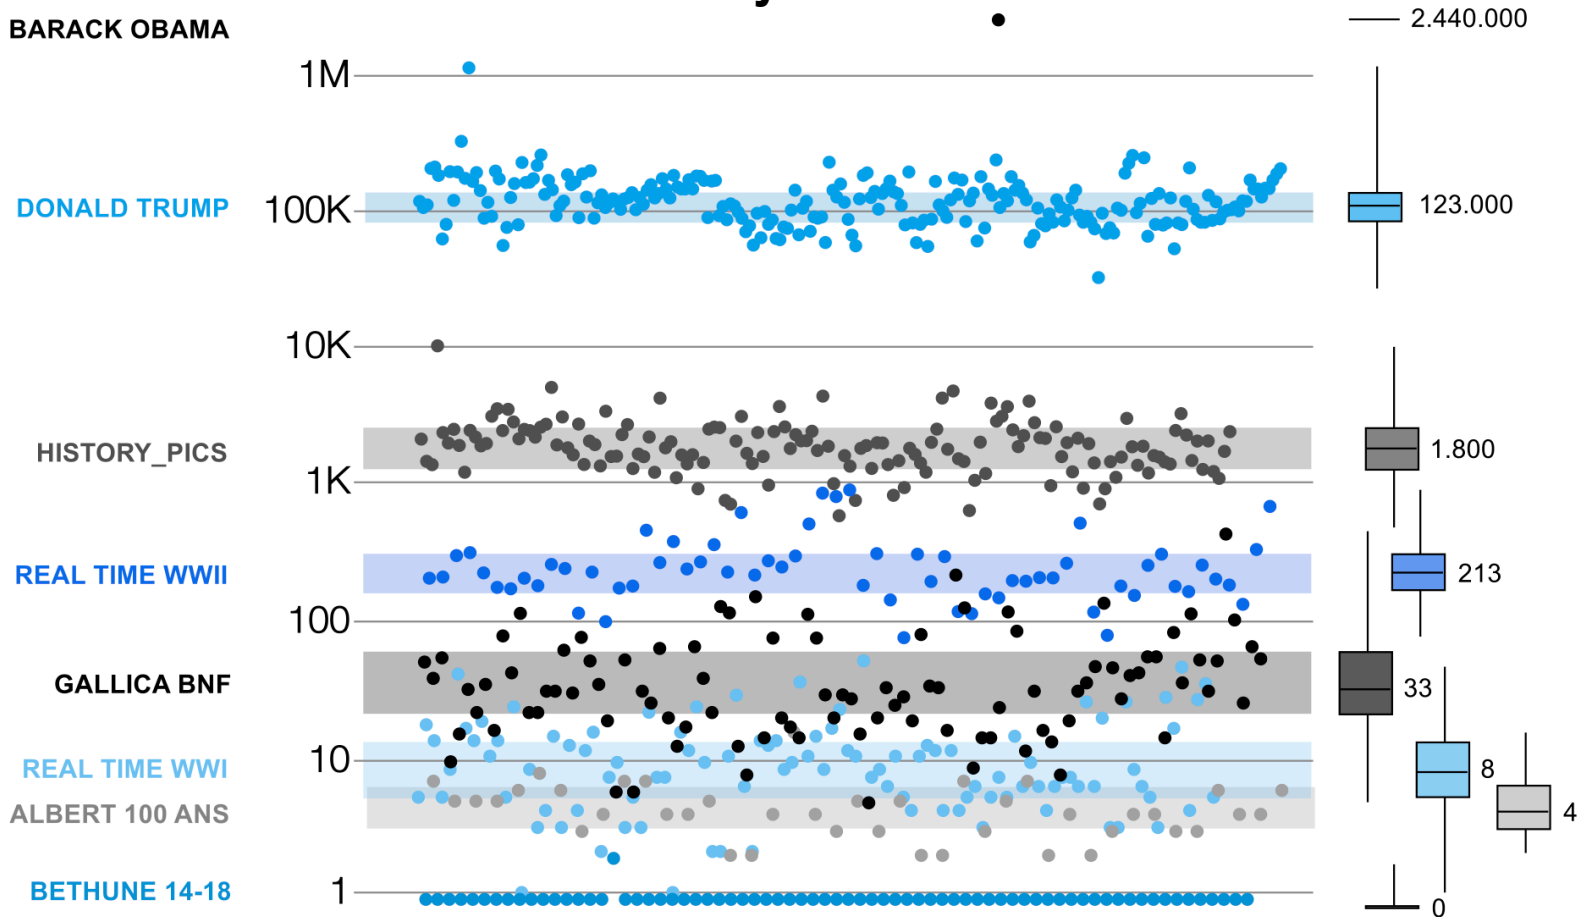 BARACK OBAMA
2.440.000
1M
DONALD TRUMP
100K
123.000
10K
HISTORY_PICS
1.800
1K
REAL TIME WWII
213
100
GALLICA BNF
33
REAL TIME WWI
10
8
ALBERT 100 ANS
4
BETHUNE 14-18
1
0